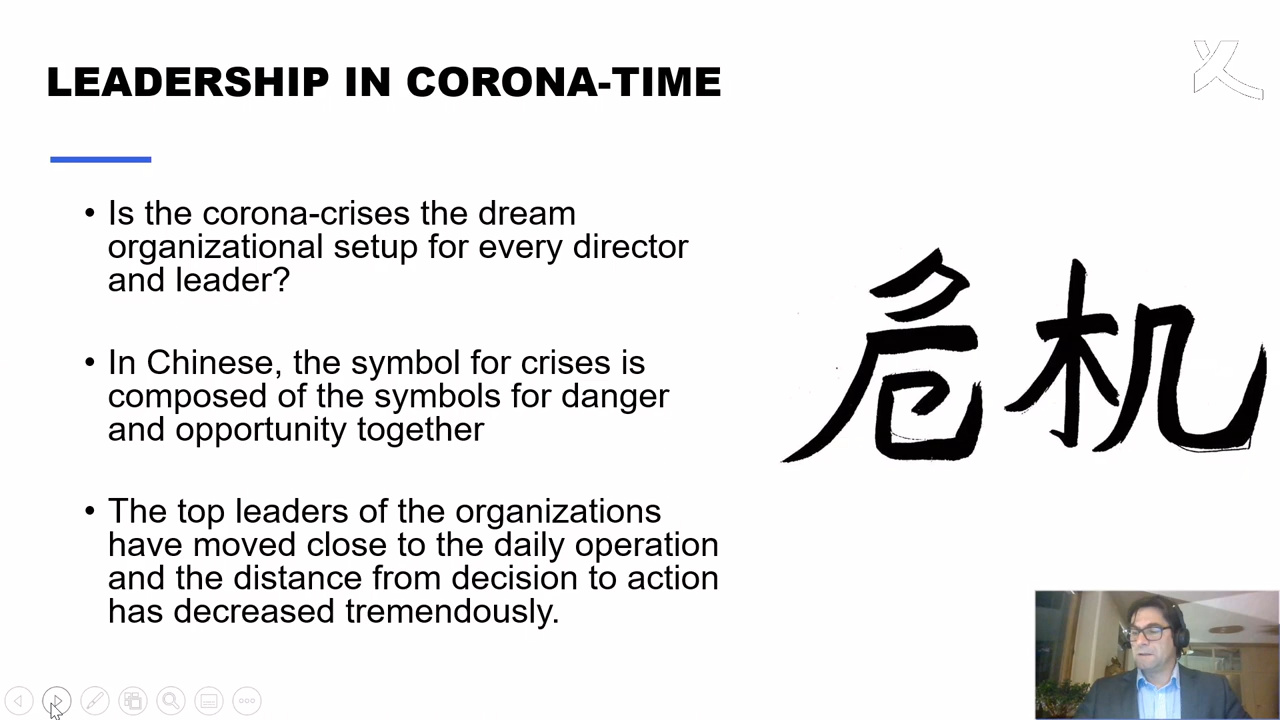 LEADERSHIP IN CORONA-TIME
• Is the corona-crises the dream
organizational setup for every director
and leader?
• In Chinese, the symbol for crises is
composed of the symbols for danger
and opportunity together
• The top leaders of the organizations
have moved close to the daily operation
and the distance from decision to action
has decreased tremendously.
危机